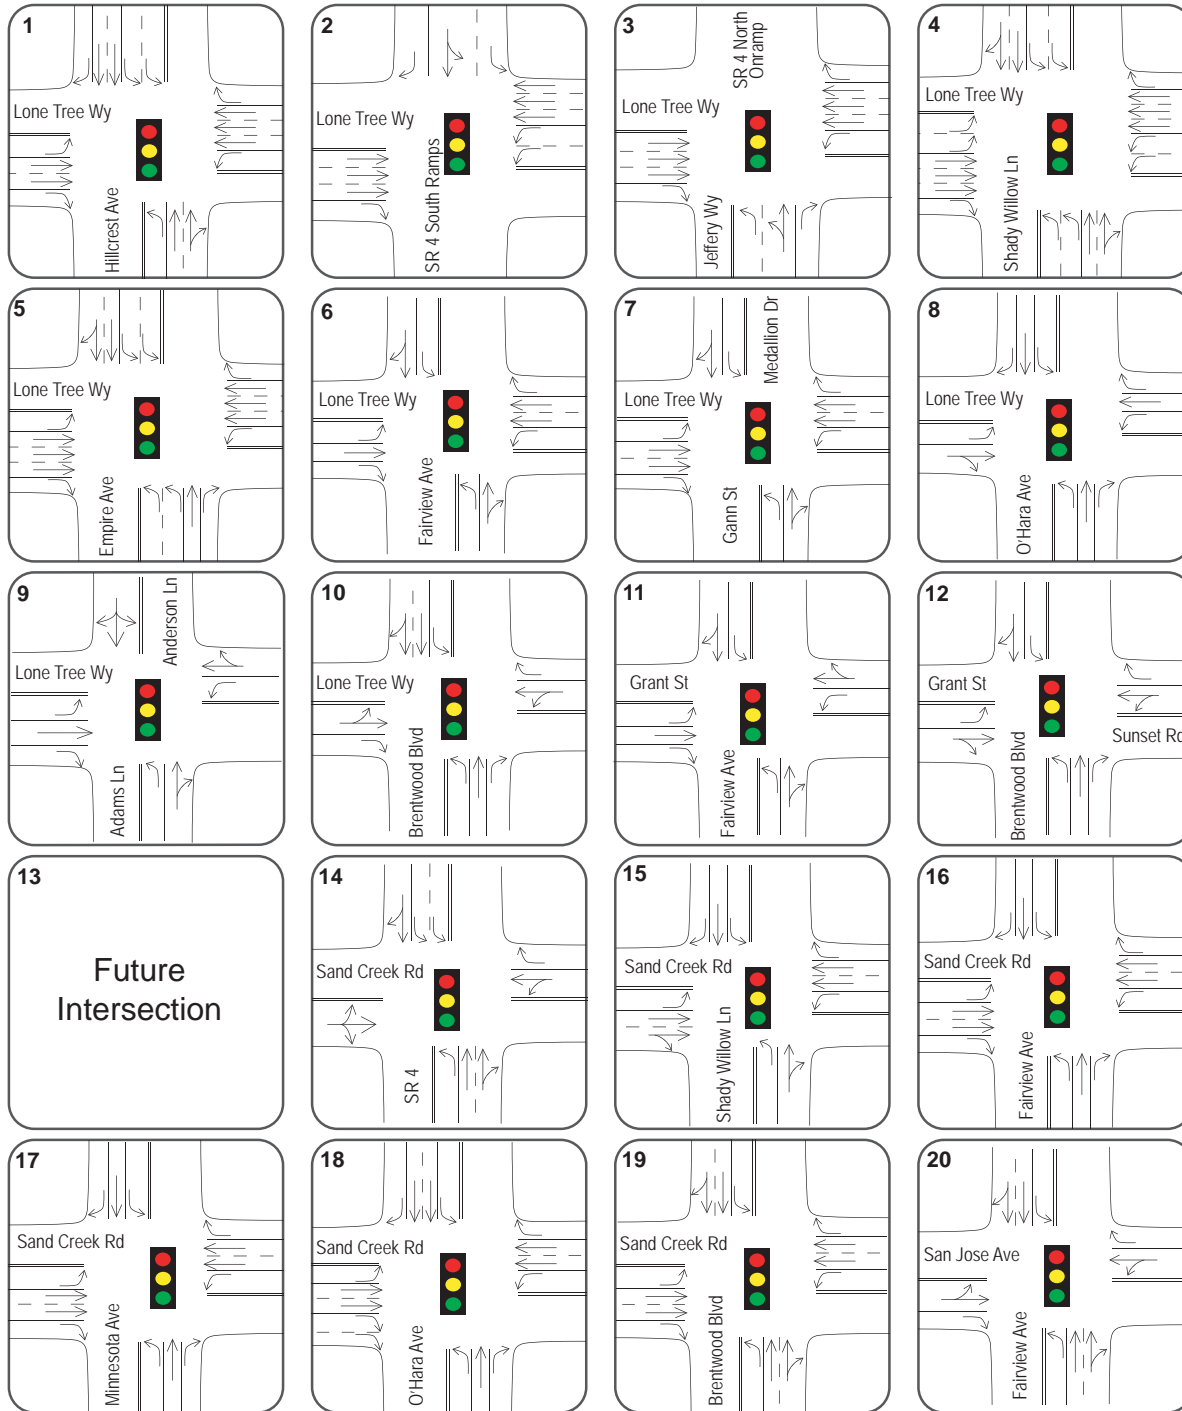 1
Lone Tree Wy
Hillcrest Ave
2
Lone Tree Wy
SR 4 South Ramps
3
SR 4 North
Onramp
Lone Tree Wy
Jeffery Wy
4
Lone Tree Wy
Shady Willow Ln
5
Lone Tree Wy
Empire Ave
6
Lone Tree Wy
Fairview Ave
7
Medallion Dr
Lone Tree Wy
Gann St
8
Lone Tree Wy
O'Hara Ave
9
Anderson Ln
Lone Tree Wy
Adams Ln
10
Lone Tree Wy
Brentwood Blvd
11
Grant St
Fairview Ave
12
Grant St
Sunset Rd
Brentwood Blvd
13
Future
Intersection
14
Sand Creek Rd
SR 4
15
Sand Creek Rd
Shady Willow Ln
16
Sand Creek Rd
Fairview Ave
17
Sand Creek Rd
Minnesota Ave
18
Sand Creek Rd
O'Hara Ave
19
Sand Creek Rd
Brentwood Blvd
20
San Jose Ave
Fairview Ave